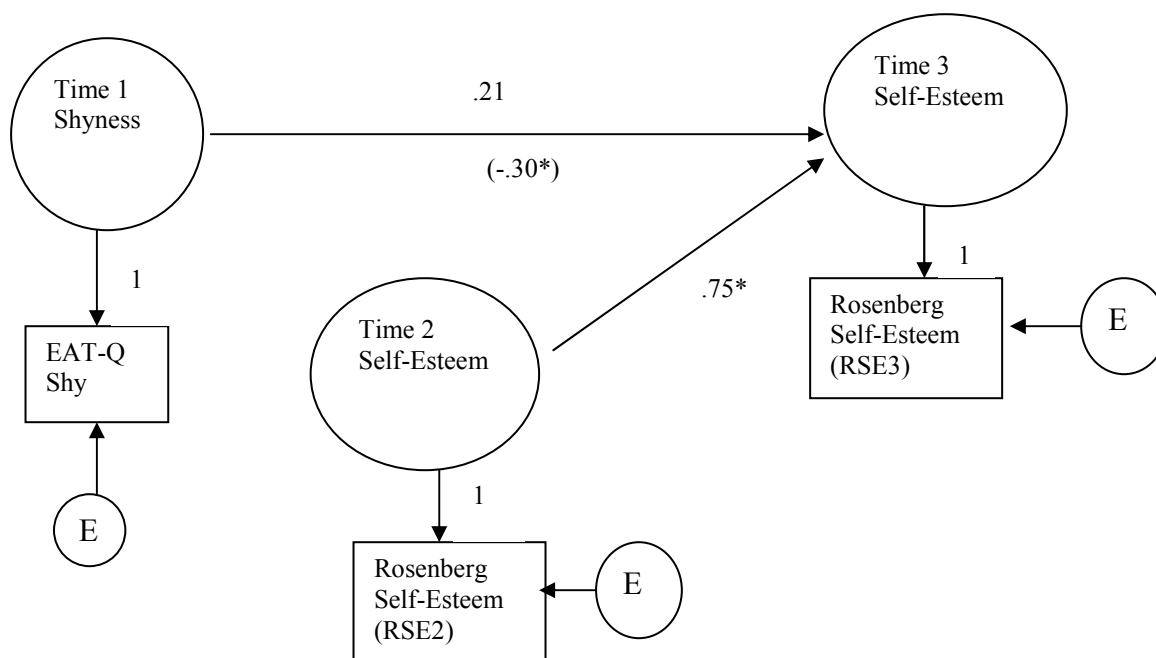 Time 1
Shyness
.21
(-.30*)
Time 3
Self-Esteem
1
EAT-Q
Shy
E
Time 2
Self-Esteem
.75*
1
Rosenberg
Self-Esteem
(RSE3)
E
1
Rosenberg
Self-Esteem
(RSE2)
E